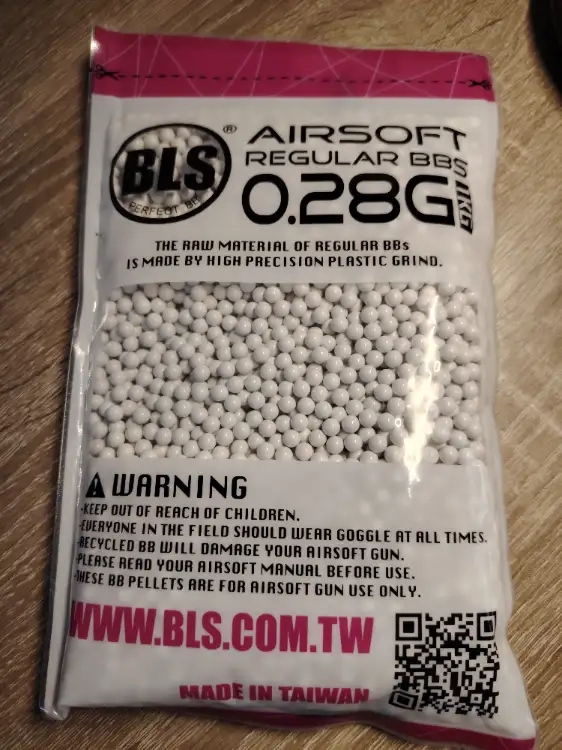 BLS
PERFECT BB
®
AIRSOFT
REGULAR BBS
0.28G
/1KG
THE RAW MATERIAL OF REGULAR BBs
IS MADE BY HIGH PRECISION PLASTIC GRIND.
WARNING
·KEEP OUT OF REACH OF CHILDREN.
·EVERYONE IN THE FIELD SHOULD WEAR GOGGLE AT ALL TIMES.
·RECYCLED BB WILL DAMAGE YOUR AIRSOFT GUN.
·PLEASE READ YOUR AIRSOFT MANUAL BEFORE USE.
·THESE BB PELLETS ARE FOR AIRSOFT GUN USE ONLY.
WWW.BLS.COM.TW
MADE IN TAIWAN